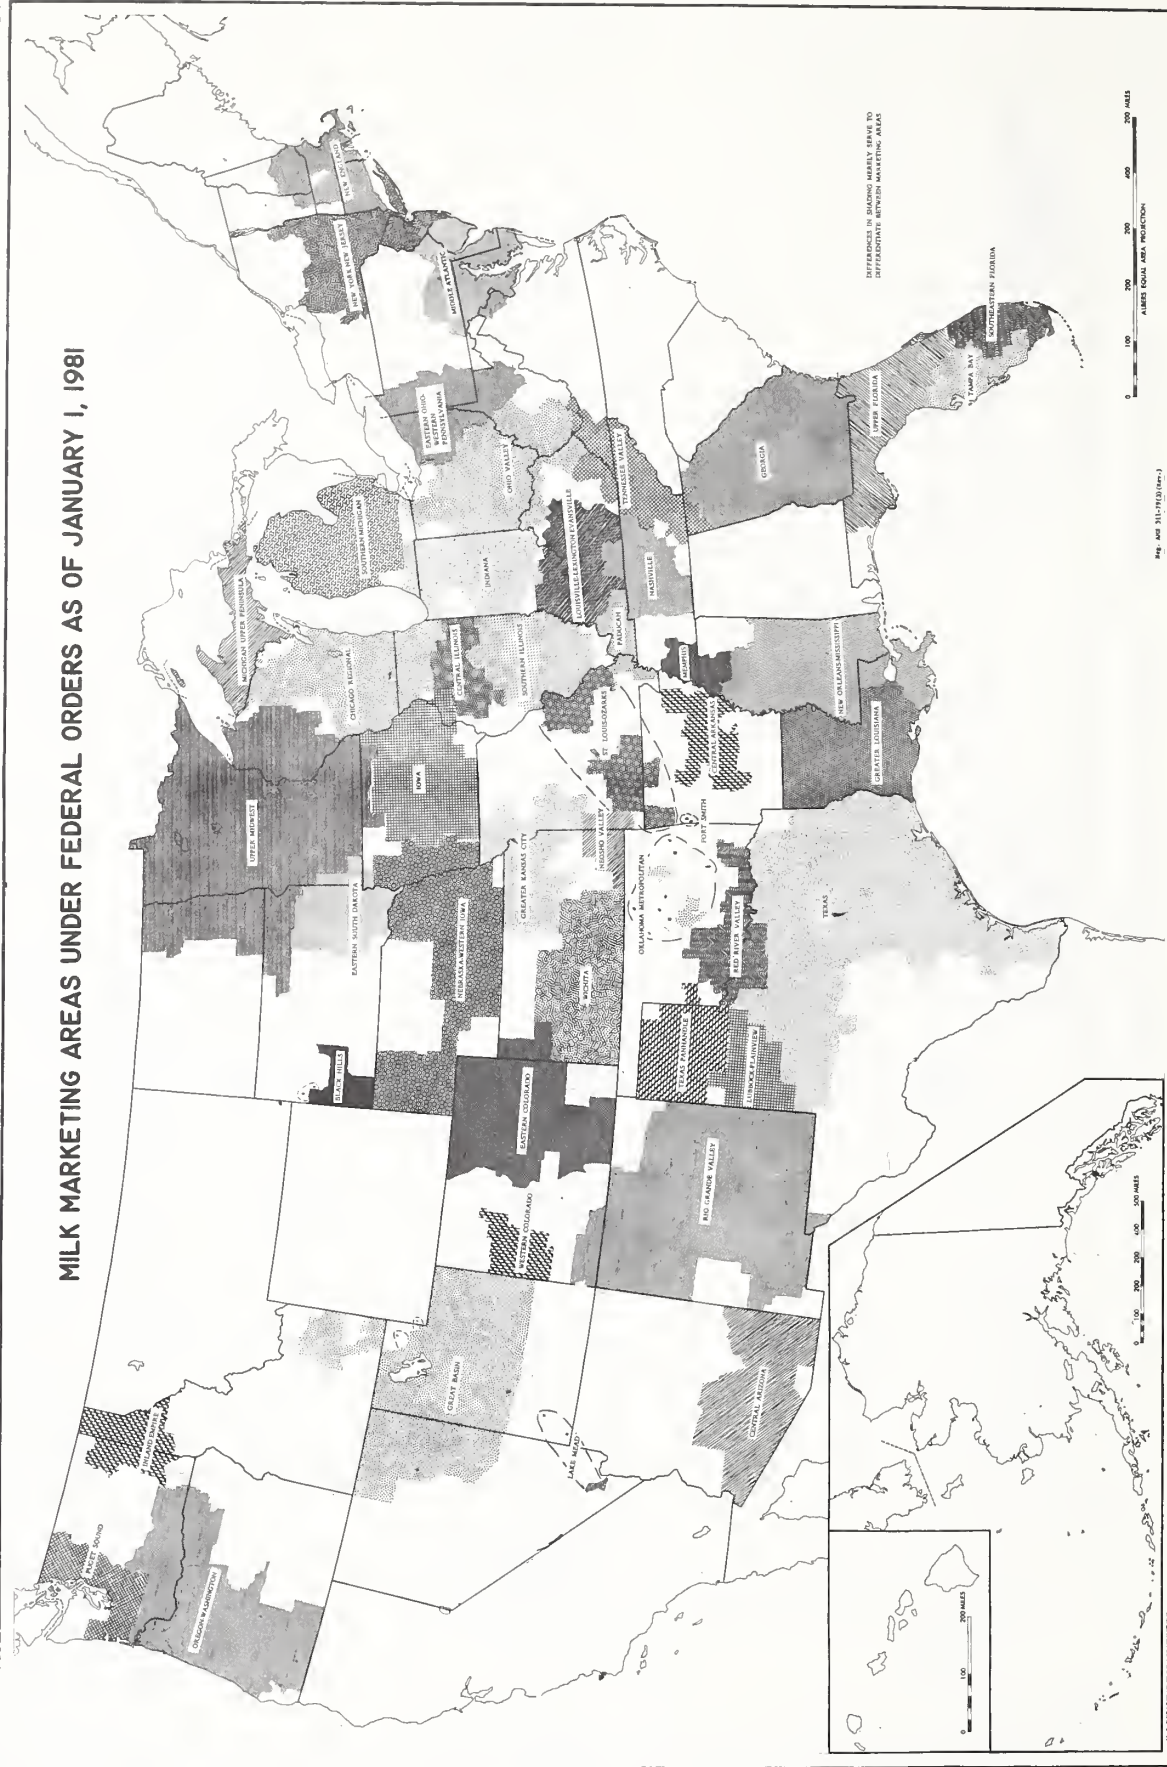 MILK MARKETING AREAS UNDER FEDERAL ORDERS AS OF JANUARY 1, 1981
PUGET SOUND
INLAND EMPIRE
OREGON-WASHINGTON
GREAT BASIN
LAKE MEAD
CENTRAL ARIZONA
WESTERN COLORADO
EASTERN COLORADO
RIO GRANDE VALLEY
BLACK HILLS
EASTERN SOUTH DAKOTA
UPPER MIDWEST
NEBRASKA-WESTERN IOWA
IOWA
GREATER KANSAS CITY
WICHITA
NEOSHO VALLEY
OKLAHOMA METROPOLITAN
TEXAS PANHANDLE
LUBBOCK-PLAINVIEW
RED RIVER VALLEY
TEXAS
FORT SMITH
CENTRAL ARKANSAS
ST LOUIS-OZARKS
GREATER LOUISIANA
NEW ORLEANS-MISSISSIPPI
MEMPHIS
PADUCAH
NASHVILLE
MICHIGAN UPPER PENINSULA
CHICAGO REGIONAL
CENTRAL ILLINOIS
SOUTHERN ILLINOIS
SOUTHERN MICHIGAN
INDIANA
OHIO VALLEY
LOUISVILLE-LEXINGTON-EVANSVILLE
TENNESSEE VALLEY
GEORGIA
UPPER FLORIDA
TAMPA BAY
SOUTHEASTERN FLORIDA
EASTERN OHIO-
WESTERN
PENNSYLVANIA
NEW YORK-NEW JERSEY
MIDDLE ATLANTIC
NEW ENGLAND
DIFFERENCES IN SHADING MERELY SERVE TO
DIFFERENTIATE BETWEEN MARKETING AREAS
0 100 200 200 400 200 MILES
ALBERS EQUAL AREA PROJECTION
0 100 200 MILES
0 100 200 300 400 500 MILES